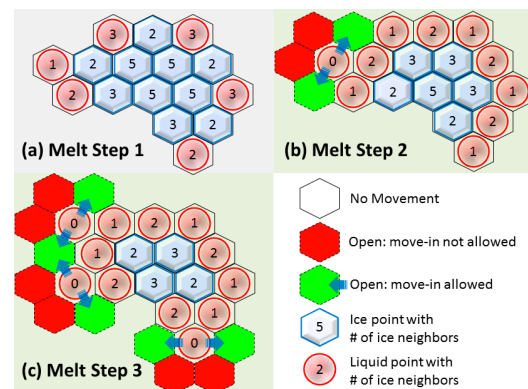 3 2 3
1 2 5 5 2
2 3 5 5 3
3 2
2
(a) Melt Step 1
1 2 1
0 2 3 3 2
1 2 5 3 1
2 2
1
(b) Melt Step 2
0 1 2 1
1 2 3 1
0 2 3 2 1
2 1
0
(c) Melt Step 3
No Movement
Open: move-in not allowed
Open: move-in allowed
5 Ice point with
# of ice neighbors
2 Liquid point with
# of ice neighbors